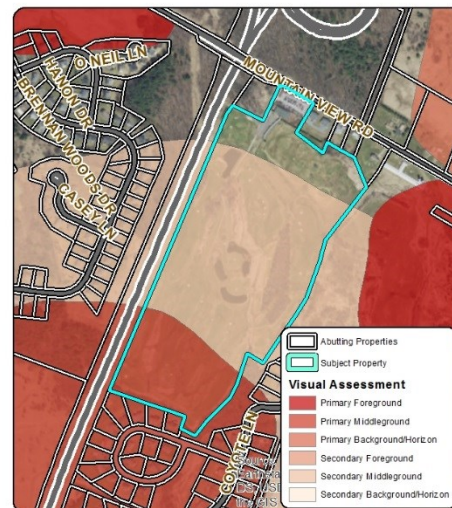 O NEIL LN
HAMON DR
BRENNAN WOODS DR
CASEY LN
MOUNTAIN VIEW RD
COYOTE LN
Abutting Properties
Subject Property
Visual Assessment
Primary Foreground
Primary Middleground
Primary Background/Horizon
Secondary Foreground
Secondary Middleground
Secondary Background/Horizon